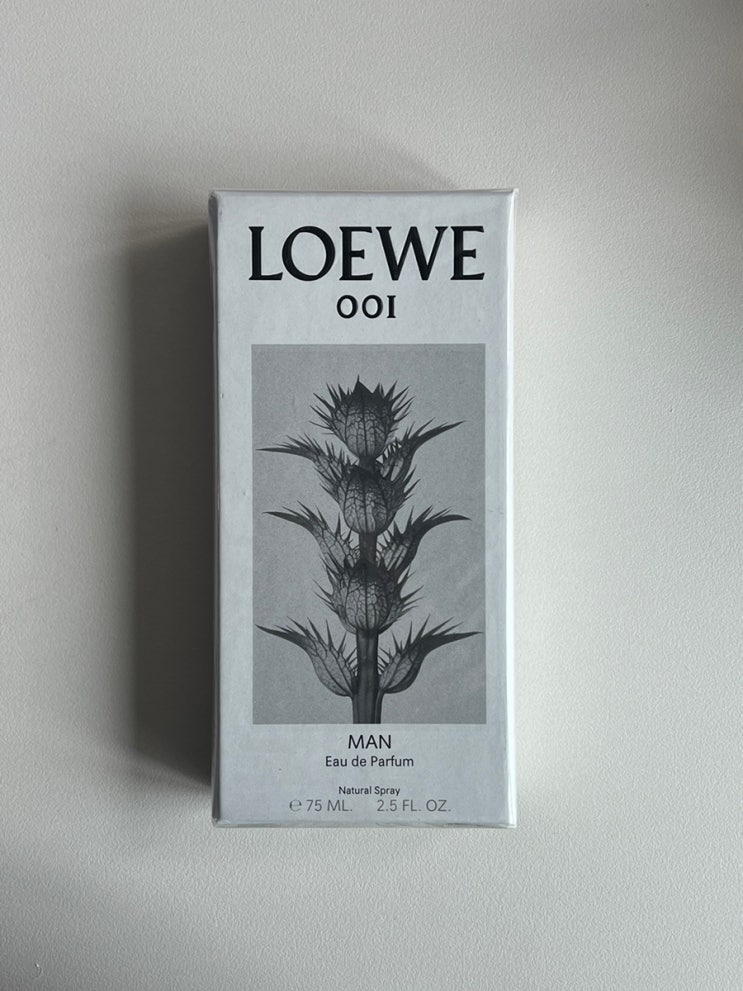 LOEWE
001
MAN
Eau de Parfum
Natural Spray
℮ 75 ML. 2.5 FL. OZ.